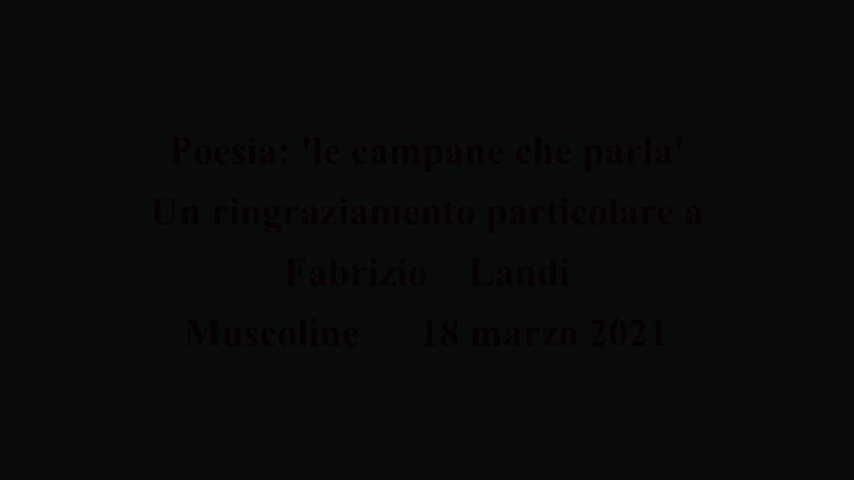 Poesia: 'le campane che parla'
Un ringraziamento particolare a
Fabrizio Landi
Muscoline 18 marzo 2021